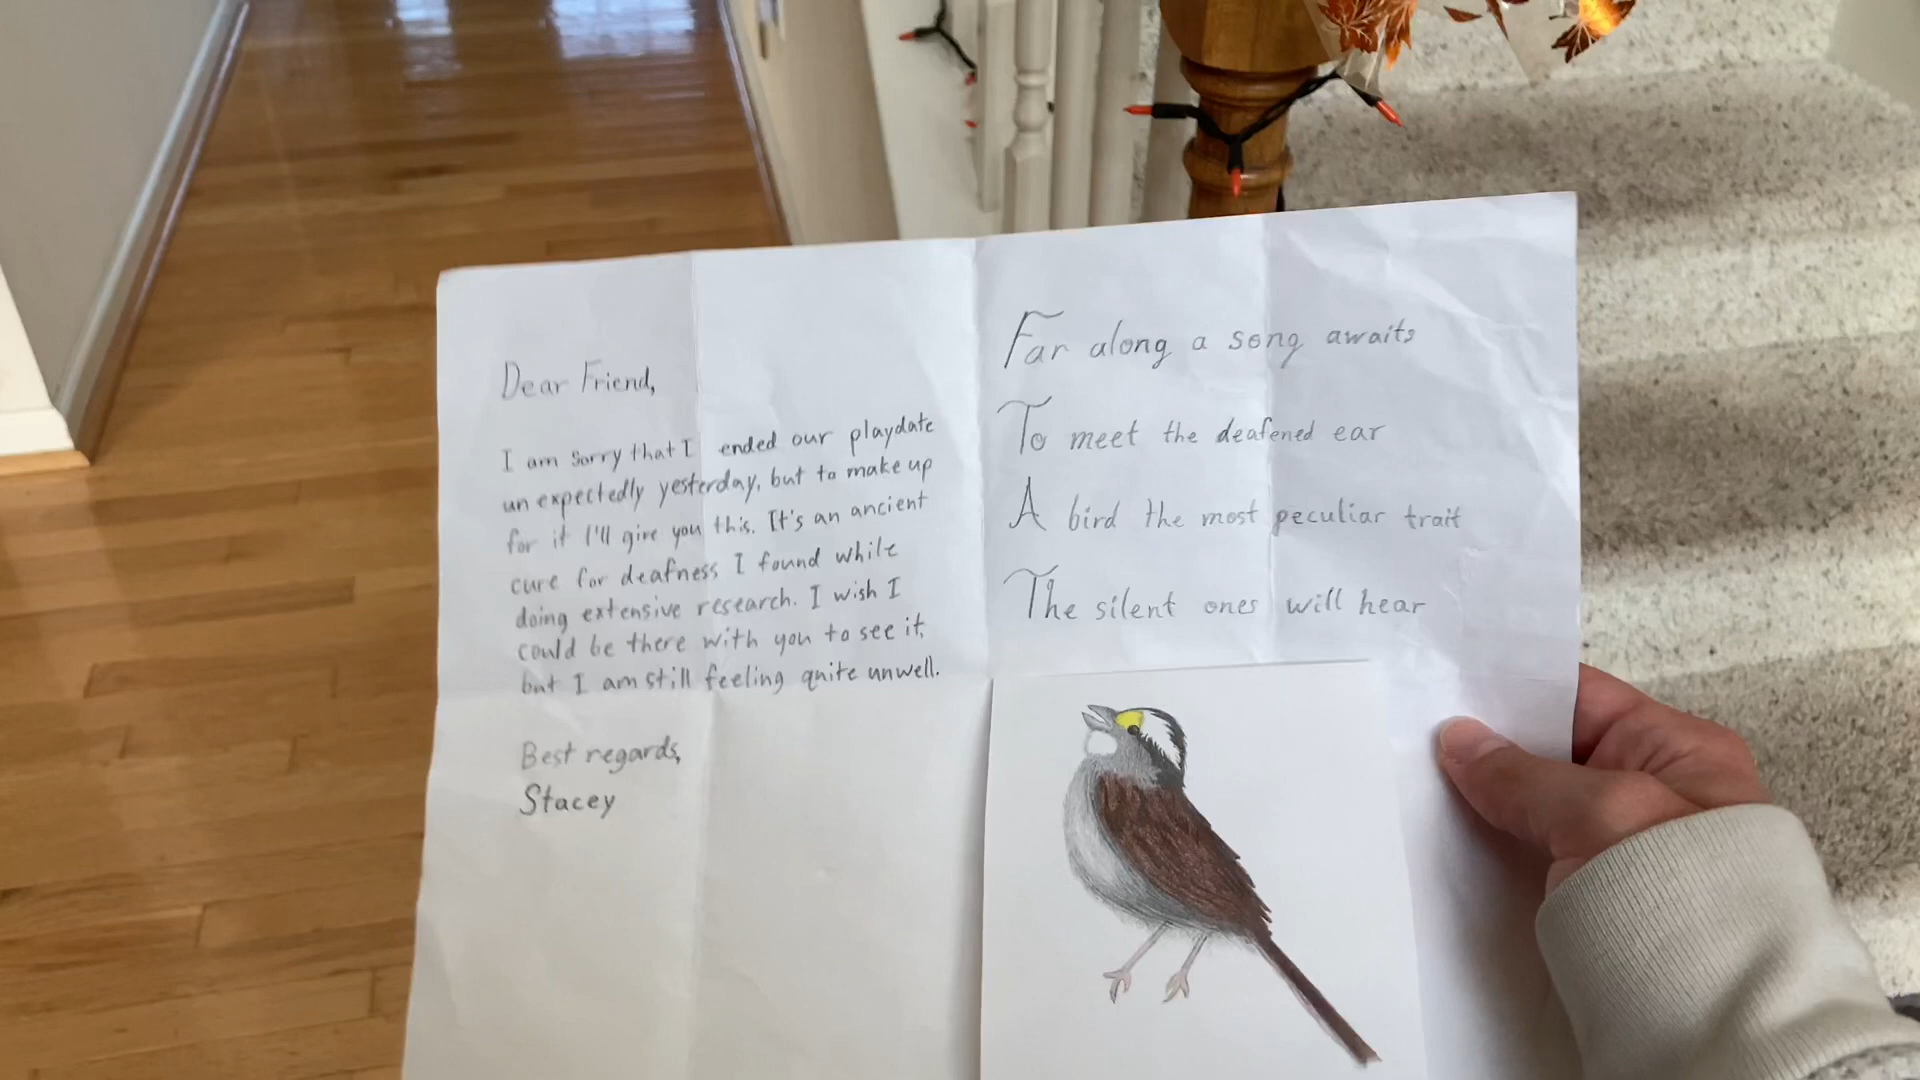 Dear Friend,
I am sorry that I ended our playdate
un expectedly yesterday, but to make up
for it I'll give you this. It's an ancient
cure for deafness I found while
doing extensive research. I wish I
could be there with you to see it,
but I am still feeling quite unwell.
Best regards,
Stacey
Far along a song awaits
To meet the deafened ear
A bird the most peculiar trait
The silent ones will hear